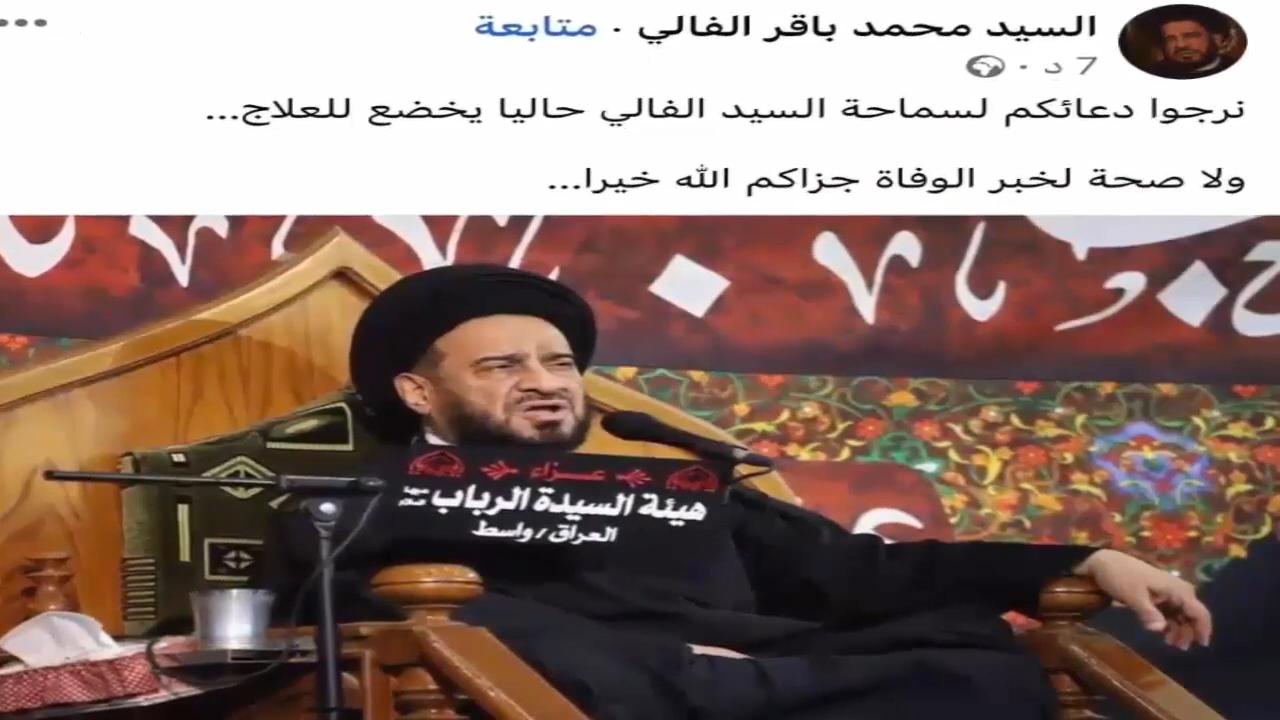 السيد محمد باقر الفالي · متابعة
7 د ·
نرجوا دعائكم لسماحة السيد الفالي حاليا يخضع للعلاج...
ولا صحة لخبر الوفاة جزاكم الله خيرا...
عزاء
هيئة السيدة الرباب
العراق/واسط